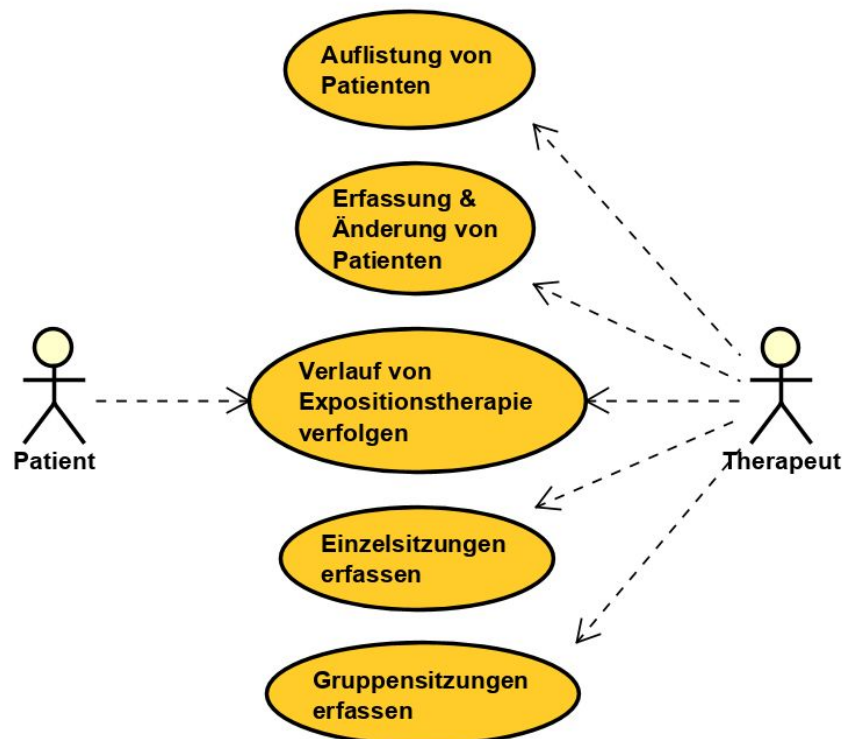 Auflistung von
Patienten
Erfassung &
Änderung von
Patienten
Verlauf von
Expositionstherapie
verfolgen
Patient
Therapeut
Einzelsitzungen
erfassen
Gruppensitzungen
erfassen